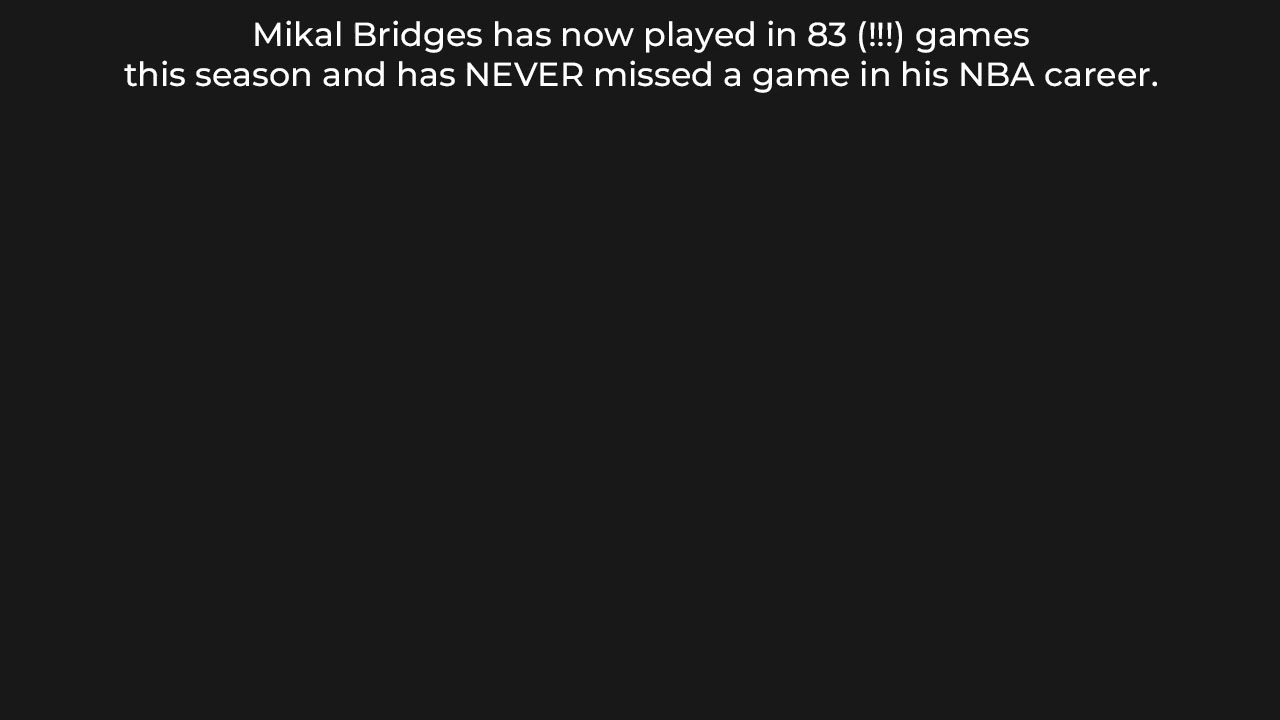 Mikal Bridges has now played in 83 (!!!) games
this season and has NEVER missed a game in his NBA career.